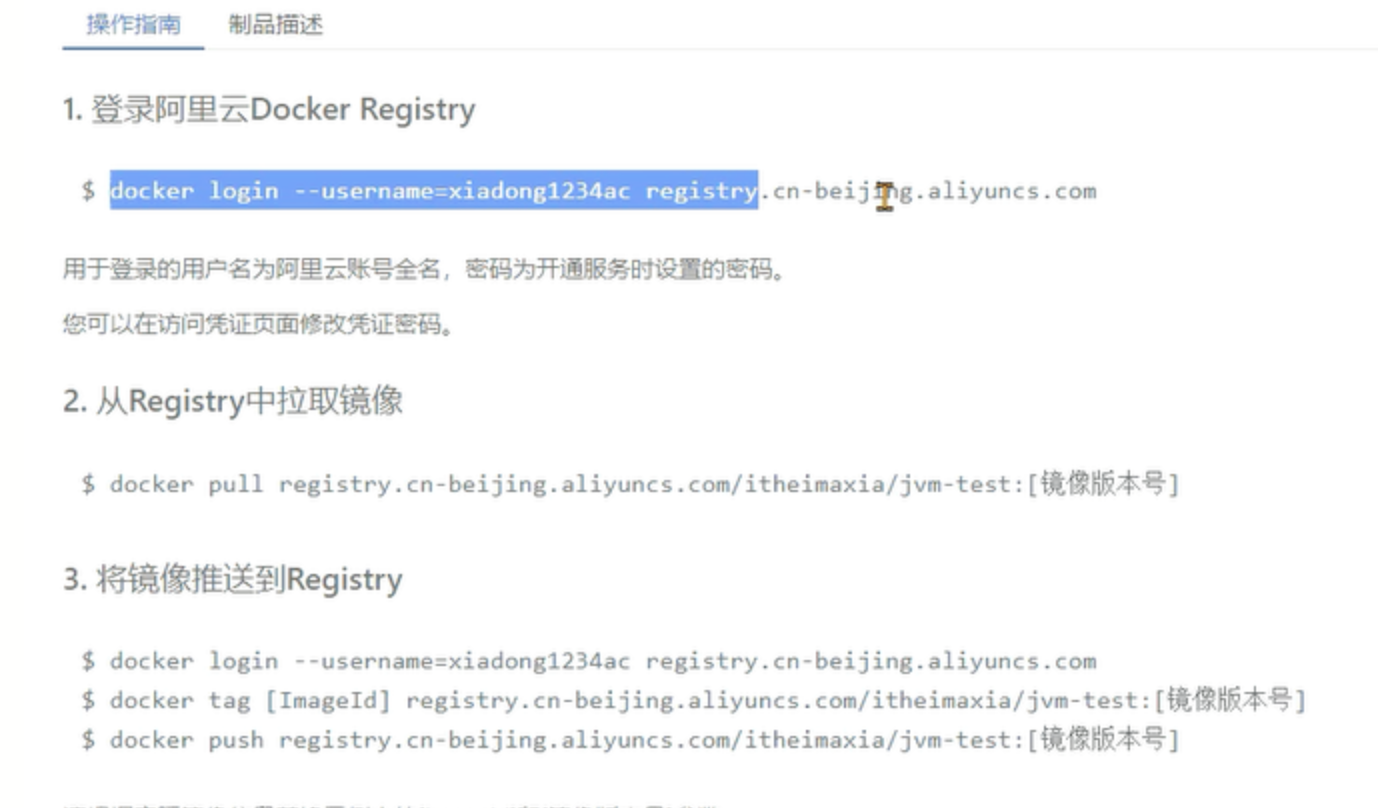 操作指南 制品描述
1. 登录阿里云Docker Registry
$ docker login --username=xiadong1234ac registry.cn-beijing.aliyuncs.com
用于登录的用户名为阿里云账号全名，密码为开通服务时设置的密码。
您可以在访问凭证页面修改凭证密码。
2. 从Registry中拉取镜像
$ docker pull registry.cn-beijing.aliyuncs.com/itheimaxia/jvm-test:[镜像版本号]
3. 将镜像推送到Registry
$ docker login --username=xiadong1234ac registry.cn-beijing.aliyuncs.com
$ docker tag [ImageId] registry.cn-beijing.aliyuncs.com/itheimaxia/jvm-test:[镜像版本号]
$ docker push registry.cn-beijing.aliyuncs.com/itheimaxia/jvm-test:[镜像版本号]